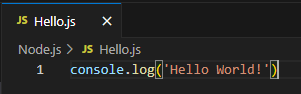 JS Hello.js ×
Node.js > JS Hello.js
1 console.log('Hello World!')